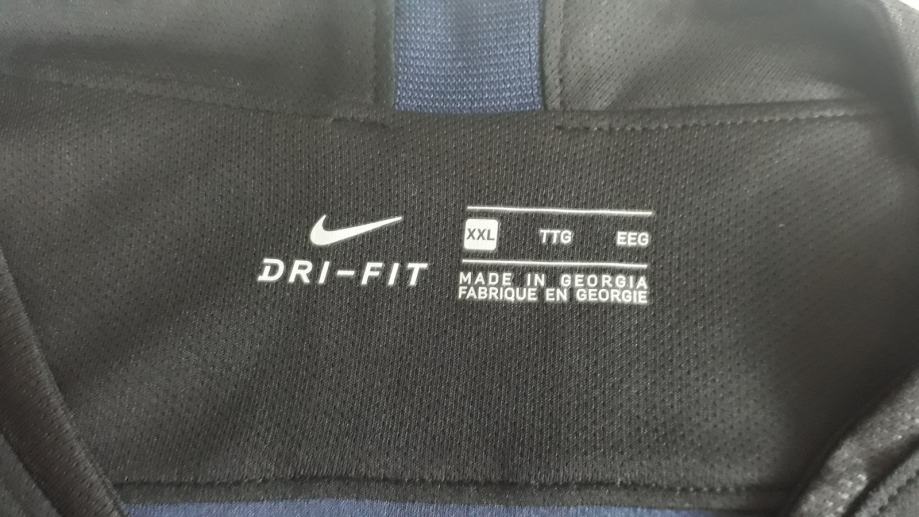 DRI-FIT
XXL TTG EEG
MADE IN GEORGIA
FABRIQUE EN GEORGIE